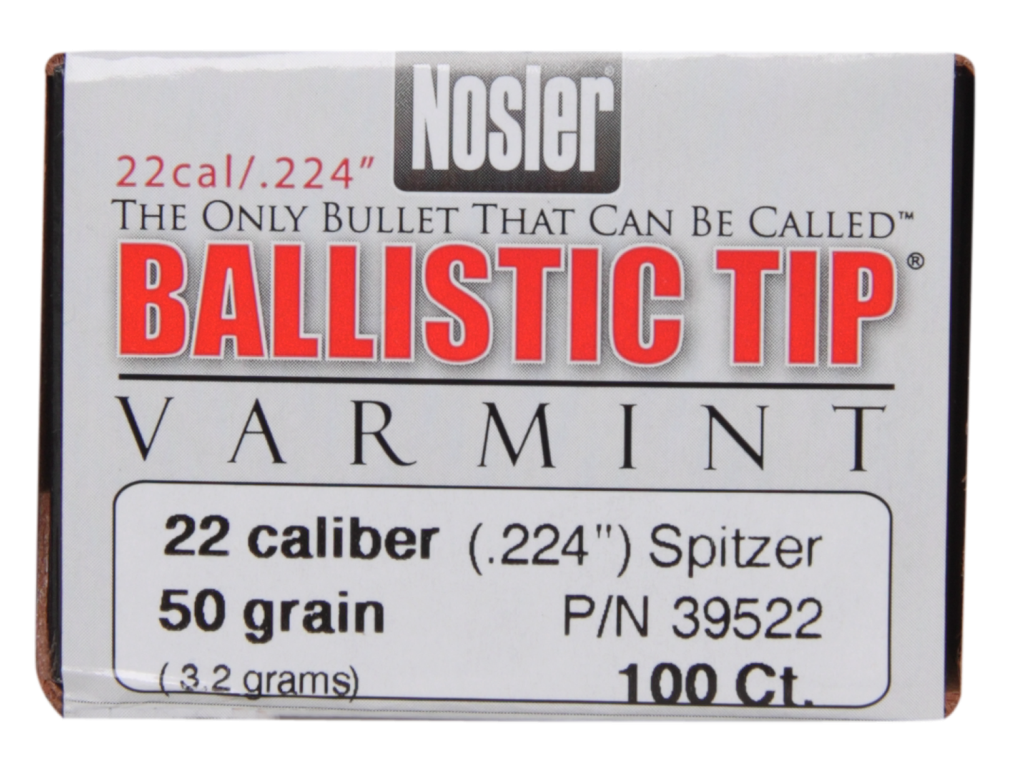 Nosler®
22cal/.224"
THE ONLY BULLET THAT CAN BE CALLED™
BALLISTIC TIP®
VARMINT
22 caliber (.224") Spitzer
50 grain P/N 39522
(3.2 grams) 100 Ct.